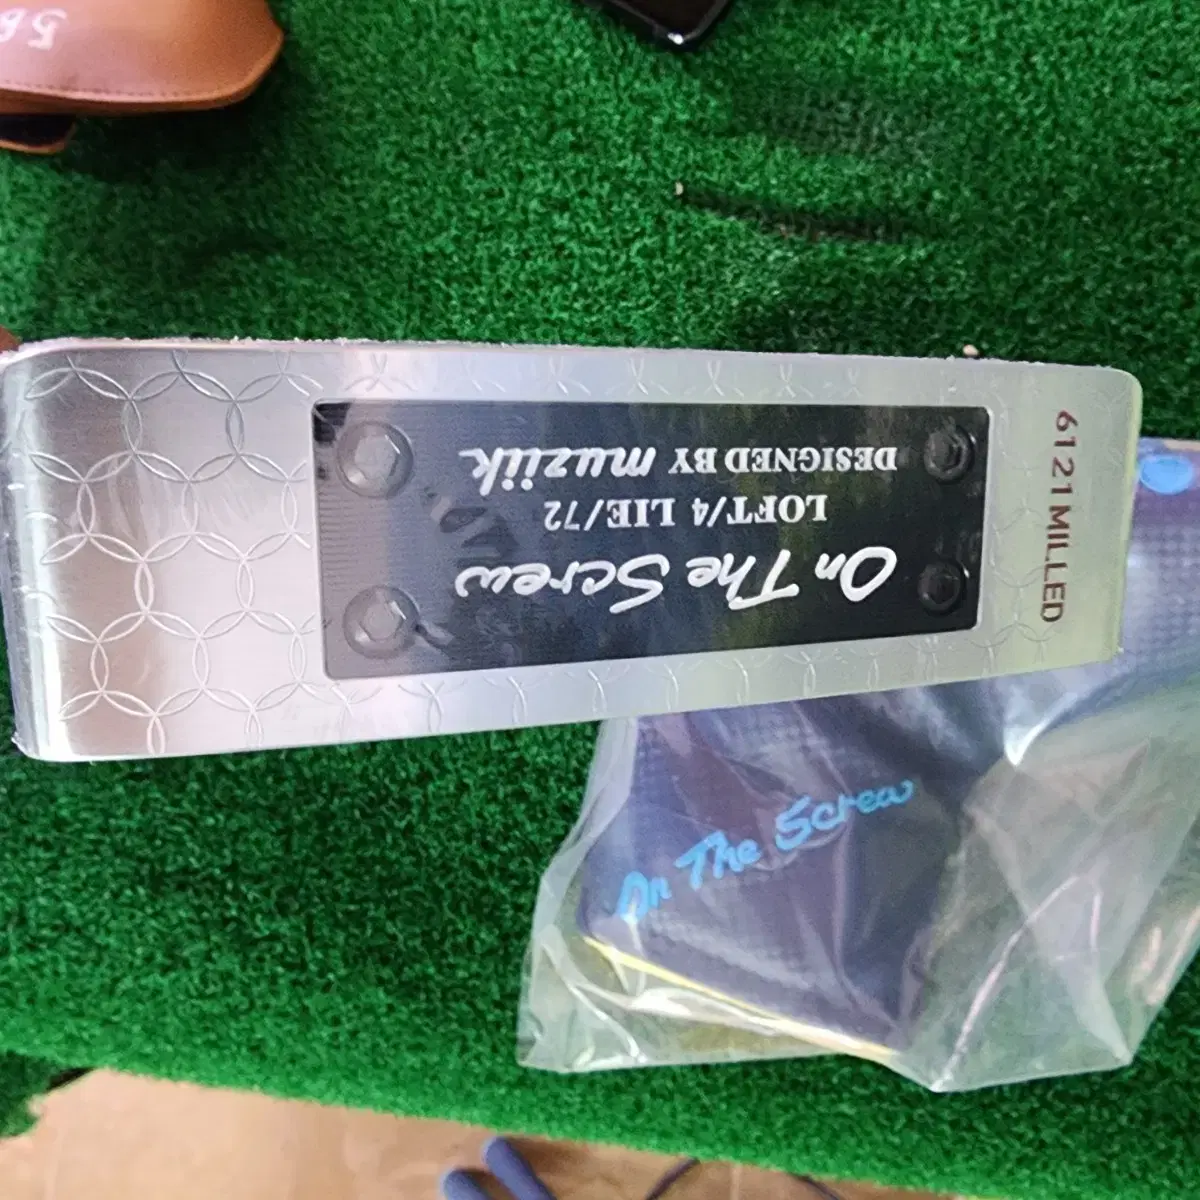 On The Screw
LOFT/4 LIE/72
DESIGNED BY muziik
6121 MILLED
On The Screw